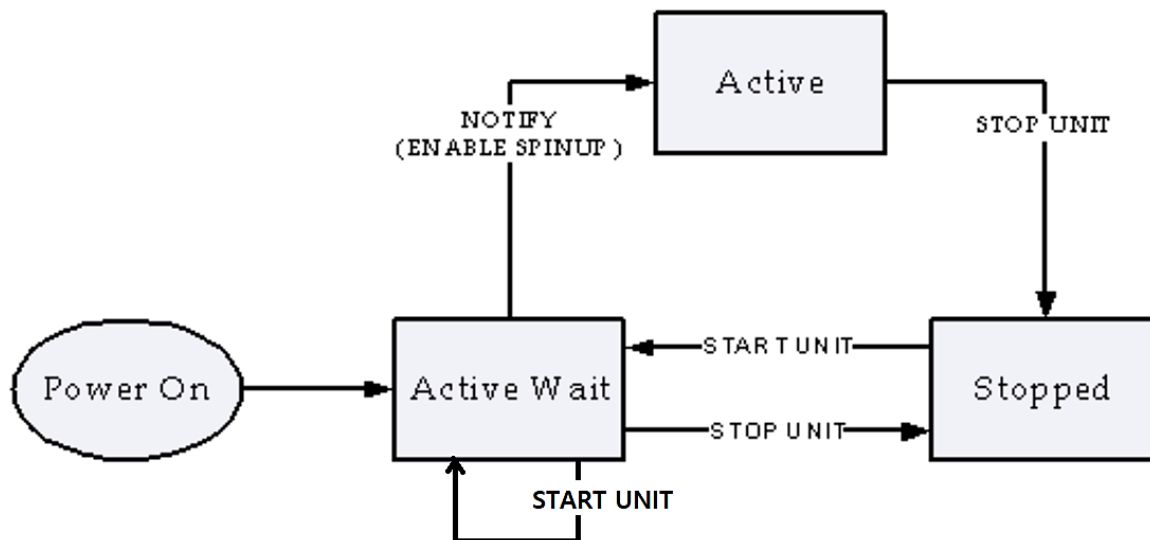 Active
NOTIFY
(ENABLE SPINUP)
STOP UNIT
START UNIT
Power On
Active Wait
Stopped
STOP UNIT
START UNIT